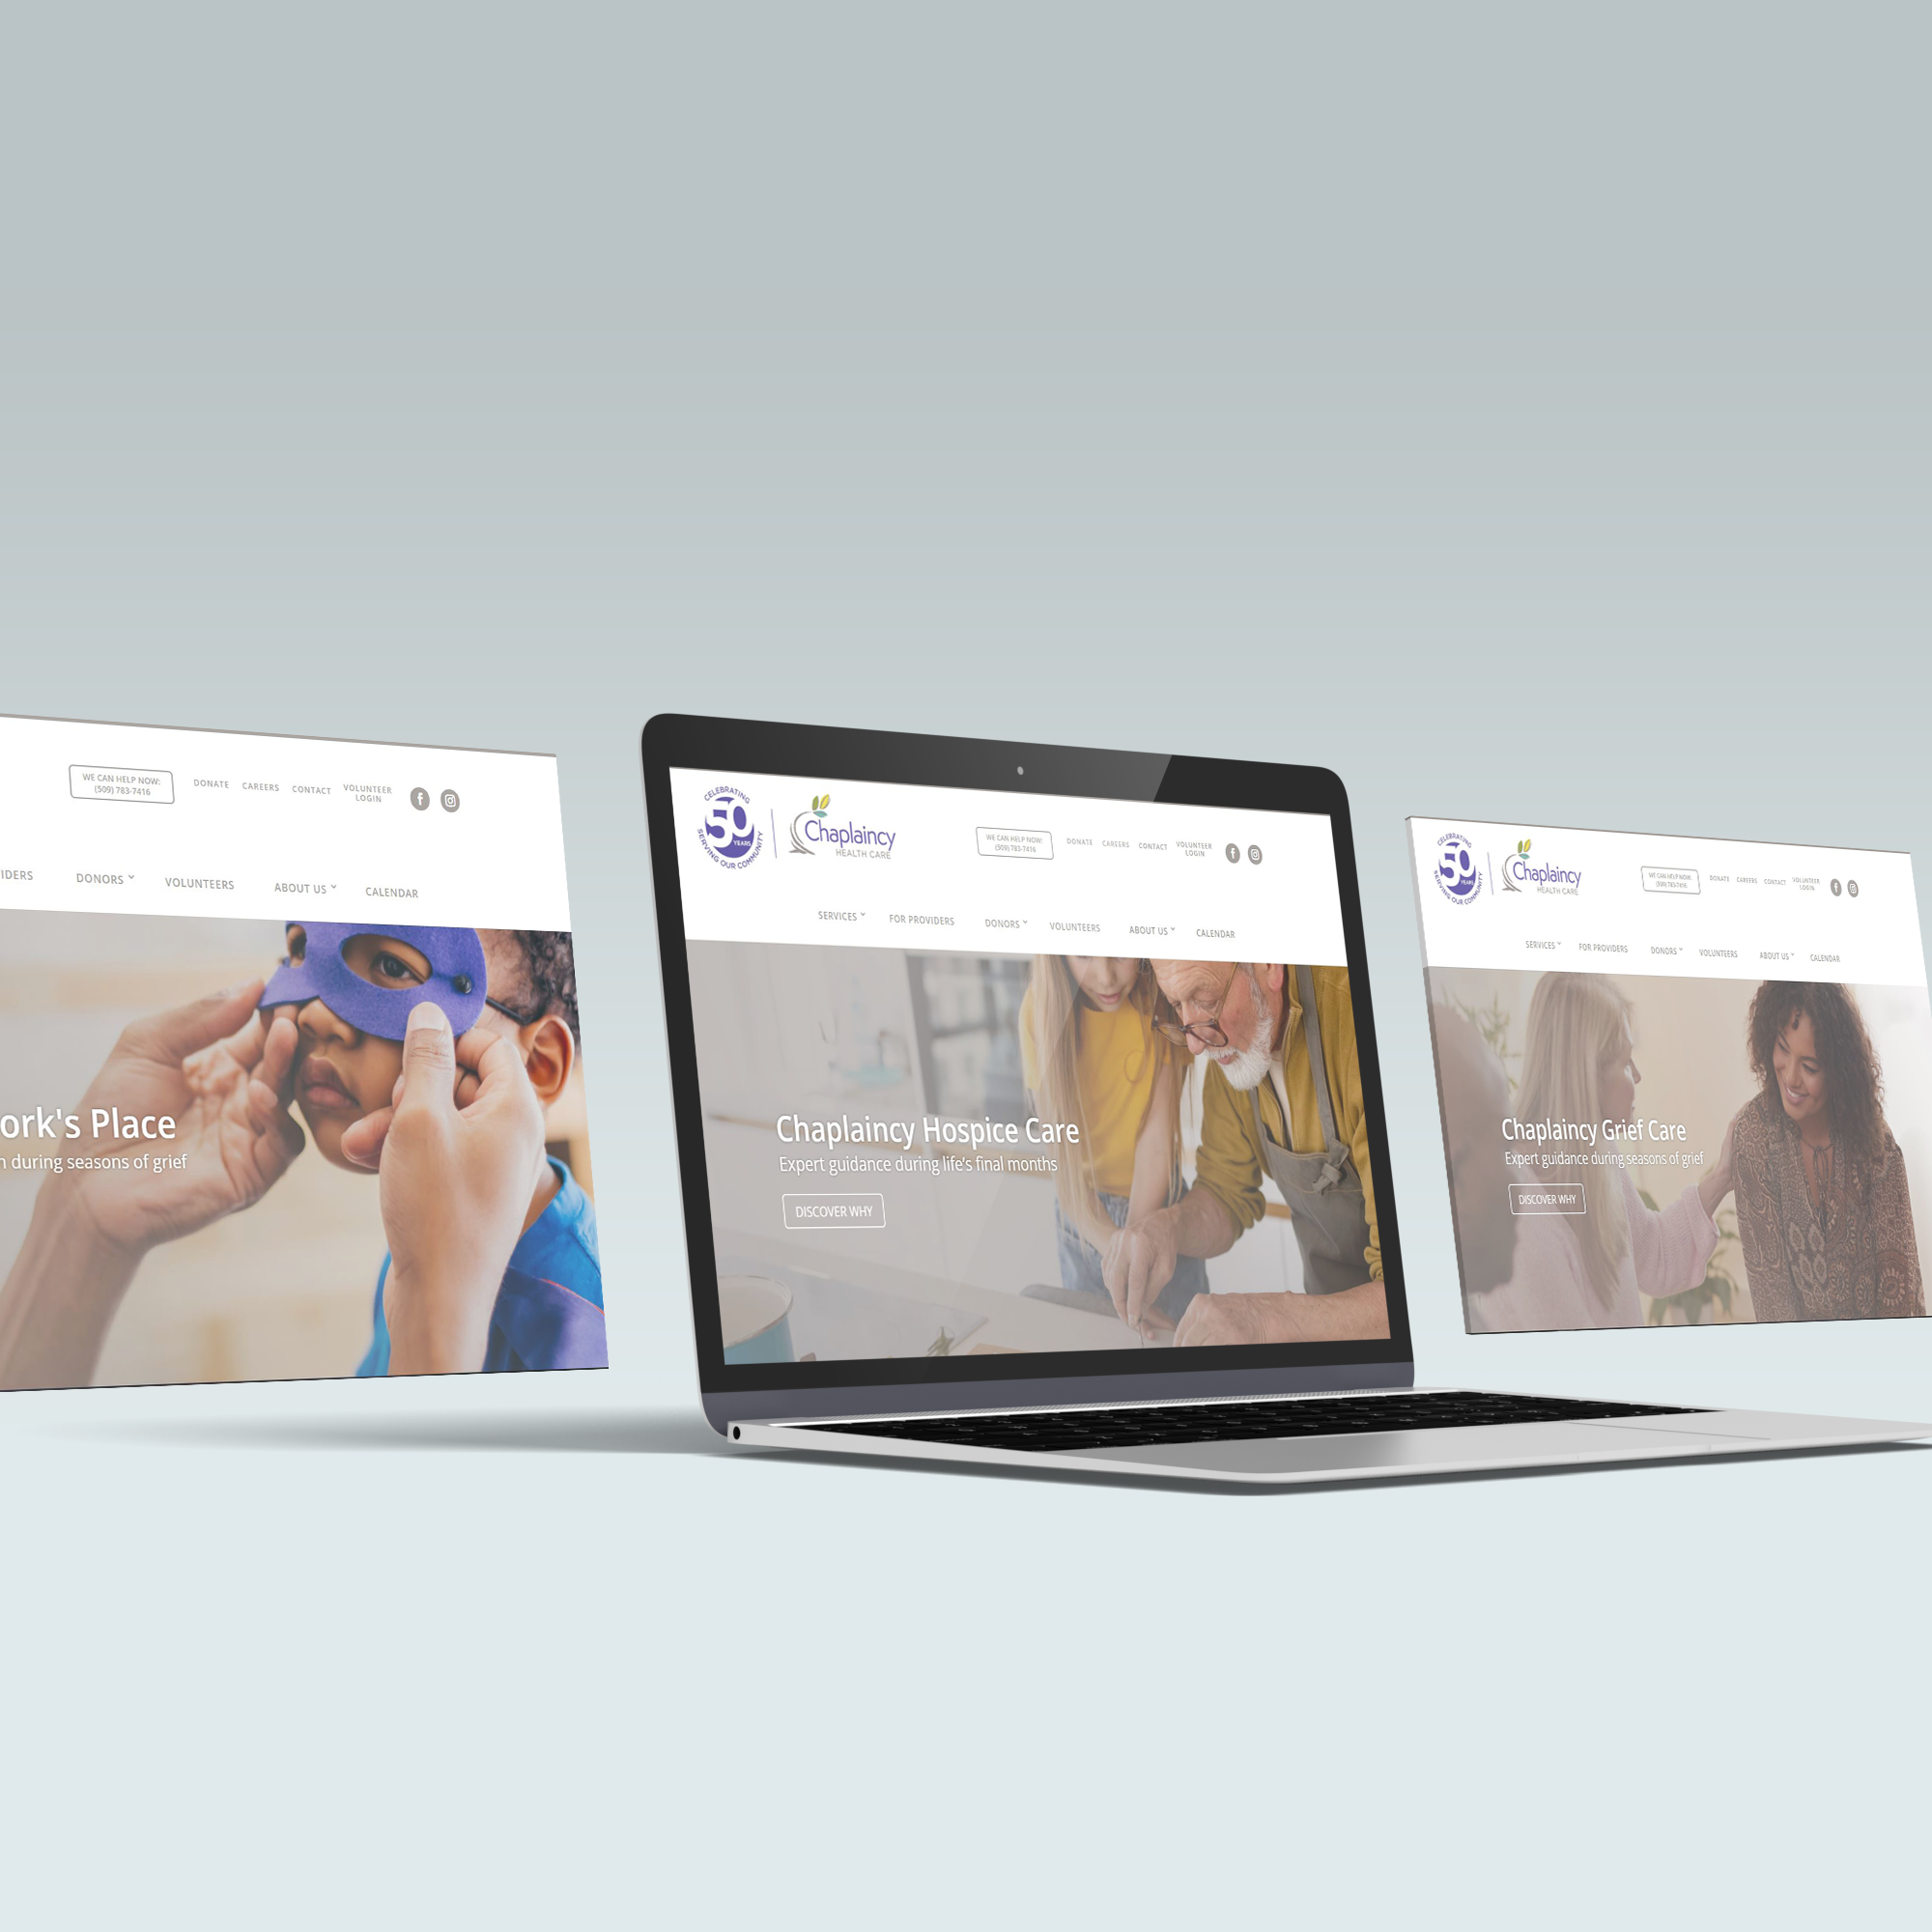 WE CAN HELP NOW:
(509) 783-7416
DONATE
CAREERS
CONTACT
VOLUNTEER
LOGIN
IDERS
DONORS
VOLUNTEERS
ABOUT US
CALENDAR
ork's Place
n during seasons of grief
CELEBRATING
50
YEARS
SERVING OUR COMMUNITY
Chaplaincy
HEALTH CARE
WE CAN HELP NOW:
(509) 783-7416
DONATE
CAREERS
CONTACT
VOLUNTEER
LOGIN
SERVICES
FOR PROVIDERS
DONORS
VOLUNTEERS
ABOUT US
CALENDAR
Chaplaincy Hospice Care
Expert guidance during life's final months
DISCOVER WHY
CELEBRATING
50
YEARS
SERVING OUR COMMUNITY
Chaplaincy
HEALTH CARE
WE CAN HELP NOW:
(509) 783-7416
DONATE
CAREERS
CONTACT
VOLUNTEER
LOGIN
SERVICES
FOR PROVIDERS
DONORS
VOLUNTEERS
ABOUT US
CALENDAR
Chaplaincy Grief Care
Expert guidance during seasons of grief
DISCOVER WHY